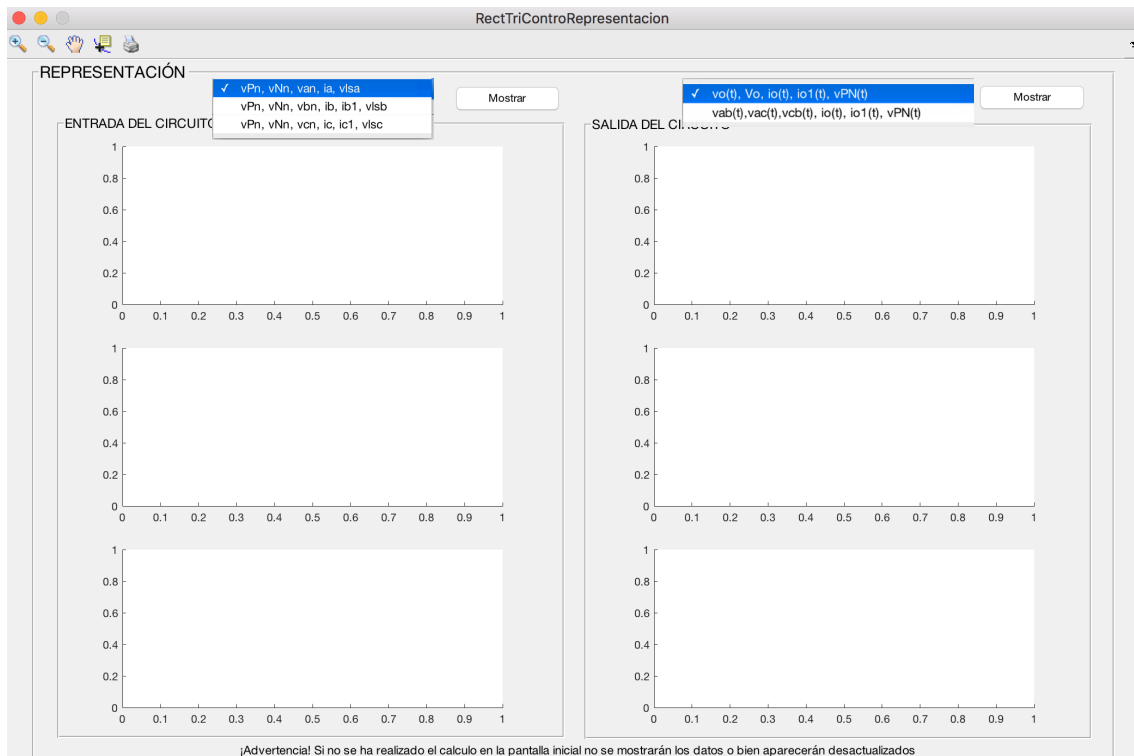 RectTriControRepresentacion
REPRESENTACIÓN
✓ vPn, vNn, van, ia, vlsa
vPn, vNn, vbn, ib, ib1, vlsb
vPn, vNn, vcn, ic, ic1, vlsc
Mostrar
✓ vo(t), Vo, io(t), io1(t), vPN(t)
vab(t),vac(t),vcb(t), io(t), io1(t), vPN(t)
Mostrar
ENTRADA DEL CIRCUITO
1
0.8
0.6
0.4
0.2
0
0 0.1 0.2 0.3 0.4 0.5 0.6 0.7 0.8 0.9 1
1
0.8
0.6
0.4
0.2
0
0 0.1 0.2 0.3 0.4 0.5 0.6 0.7 0.8 0.9 1
1
0.8
0.6
0.4
0.2
0
0 0.1 0.2 0.3 0.4 0.5 0.6 0.7 0.8 0.9 1
SALIDA DEL CIRCUITO
1
0.8
0.6
0.4
0.2
0
0 0.1 0.2 0.3 0.4 0.5 0.6 0.7 0.8 0.9 1
1
0.8
0.6
0.4
0.2
0
0 0.1 0.2 0.3 0.4 0.5 0.6 0.7 0.8 0.9 1
1
0.8
0.6
0.4
0.2
0
0 0.1 0.2 0.3 0.4 0.5 0.6 0.7 0.8 0.9 1
¡Advertencia! Si no se ha realizado el calculo en la pantalla inicial no se mostrarán los datos o bien aparecerán desactualizados